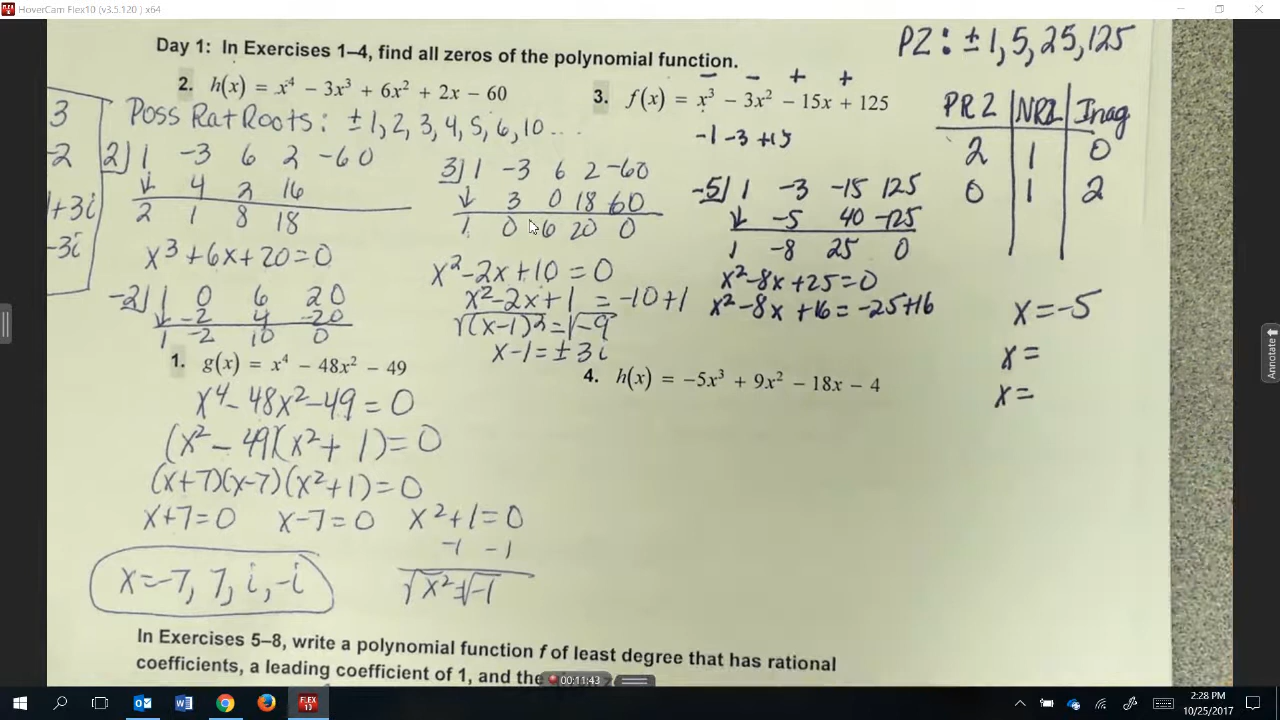 HoverCam Flex10 (v3.5.120 ) x64
Day 1: In Exercises 1–4, find all zeros of the polynomial function.
PZ: ± 1, 5, 25, 125
2. h(x) = x⁴ − 3x³ + 6x² + 2x − 60
Poss Rat Roots: ± 1, 2, 3, 4, 5, 6, 10 ...
3
-2
1+3i
-3i
2) 1 -3 6 2 -60
↓ 4 2 16
2 1 8 18
x³+6x+20=0
-2) 1 0 6 20
↓ -2 4 -20
1 -2 10 0
3) 1 -3 6 2 -60
↓ 3 0 18 60
1 0 6 20 0
x²-2x+10=0
x²-2x+1 = -10+1
√(x-1)² = √-9
x-1=±3i
− − + +
3. f(x) = x³ − 3x² − 15x + 125
-1 -3 +15
-5) 1 -3 -15 125
↓ -5 40 -125
1 -8 25 0
x²-8x+25=0
x²-8x+16=-25+16
PRZ NRZ Imag
2 1 0
0 1 2
x=-5
x=
x=
1. g(x) = x⁴ − 48x² − 49
x⁴-48x²-49=0
(x²-49)(x²+1)=0
(x+7)(x-7)(x²+1)=0
x+7=0 x-7=0 x²+1=0
-1 -1
√x²=√-1
x=-7, 7, i, -i
4. h(x) = −5x³ + 9x² − 18x − 4
In Exercises 5–8, write a polynomial function f of least degree that has rational
coefficients, a leading coefficient of 1, and the
00:11:43
Annotate
FLEX
10
2:28 PM
10/25/2017